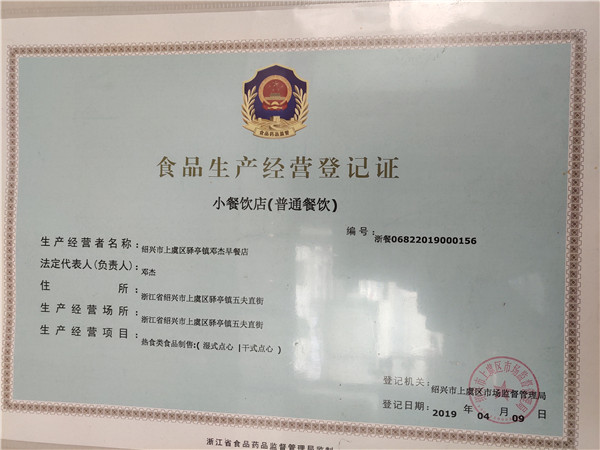 食品药品监管
食品生产经营登记证
小餐饮店(普通餐饮)
编号: 浙餐06822019000156
生产经营者名称: 绍兴市上虞区驿亭镇邓杰早餐店
法定代表人(负责人): 邓杰
住所: 浙江省绍兴市上虞区驿亭镇五夫直街
生产经营场所: 浙江省绍兴市上虞区驿亭镇五夫直街
生产经营项目: 热食类食品制售:( 湿式点心 |干式点心 )
登记机关: 绍兴市上虞区市场监督管理局
登记日期: 2019 年 04 月 09 日
浙江省食品药品监督管理局监制